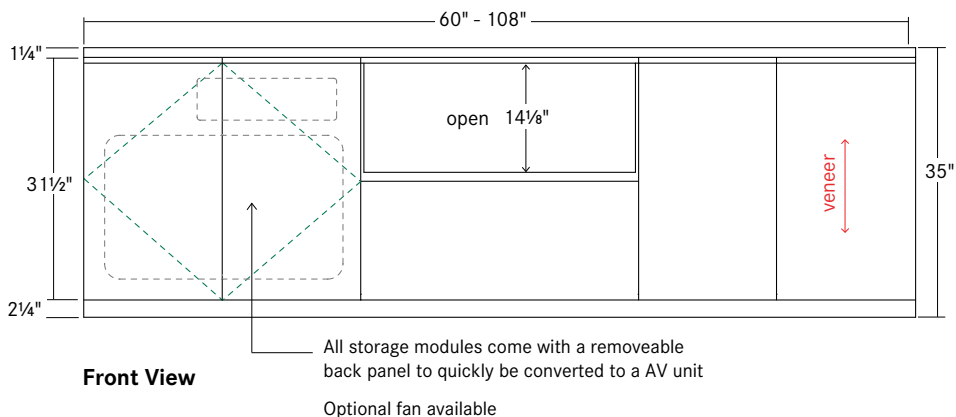 60" - 108"
1¼"
open 14⅛"
31½"
veneer
35"
2¼"
All storage modules come with a removeable
back panel to quickly be converted to a AV unit
Front View
Optional fan available